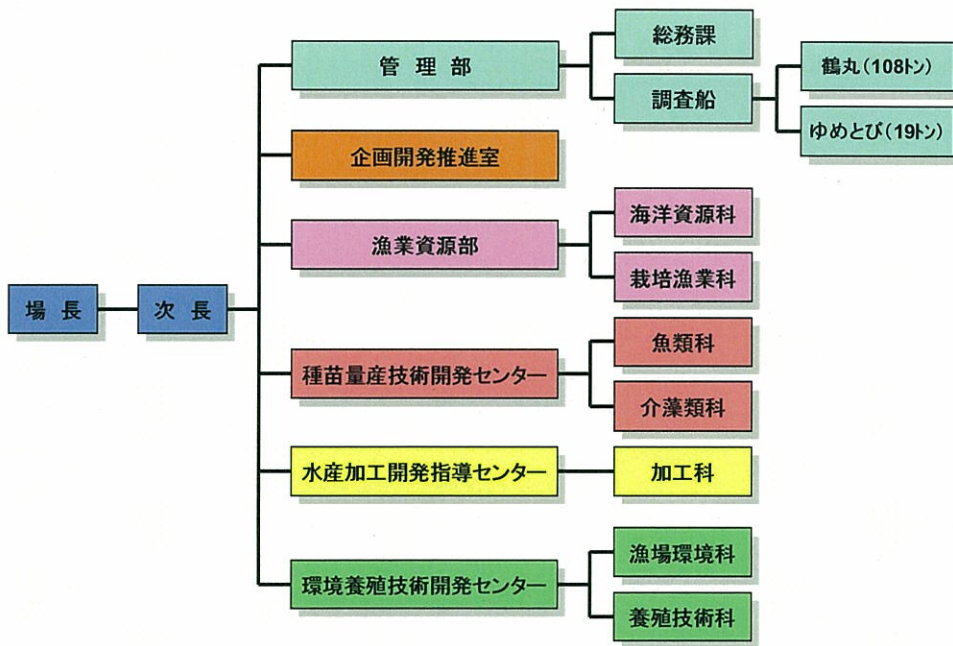 場長
次長
管理部
総務課
調査船
鶴丸(108トン)
ゆめとび(19トン)
企画開発推進室
漁業資源部
海洋資源科
栽培漁業科
種苗量産技術開発センター
魚類科
介藻類科
水産加工開発指導センター
加工科
環境養殖技術開発センター
漁場環境科
養殖技術科